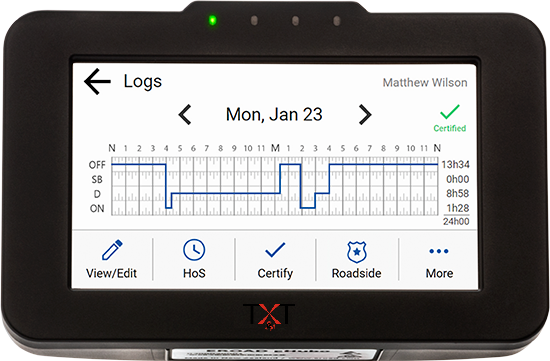 Logs
Matthew Wilson
Mon, Jan 23
Certified
N 1 2 3 4 5 6 7 8 9 10 11 M 1 2 3 4 5 6 7 8 9 10 11 N
OFF 13h34
SB 0h00
D 8h58
ON 1h28
24h00
View/Edit HoS Certify Roadside More
TXT